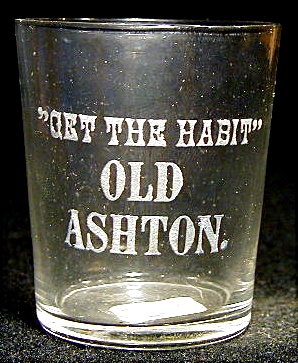 "GET THE HABIT"
OLD
ASHTON.